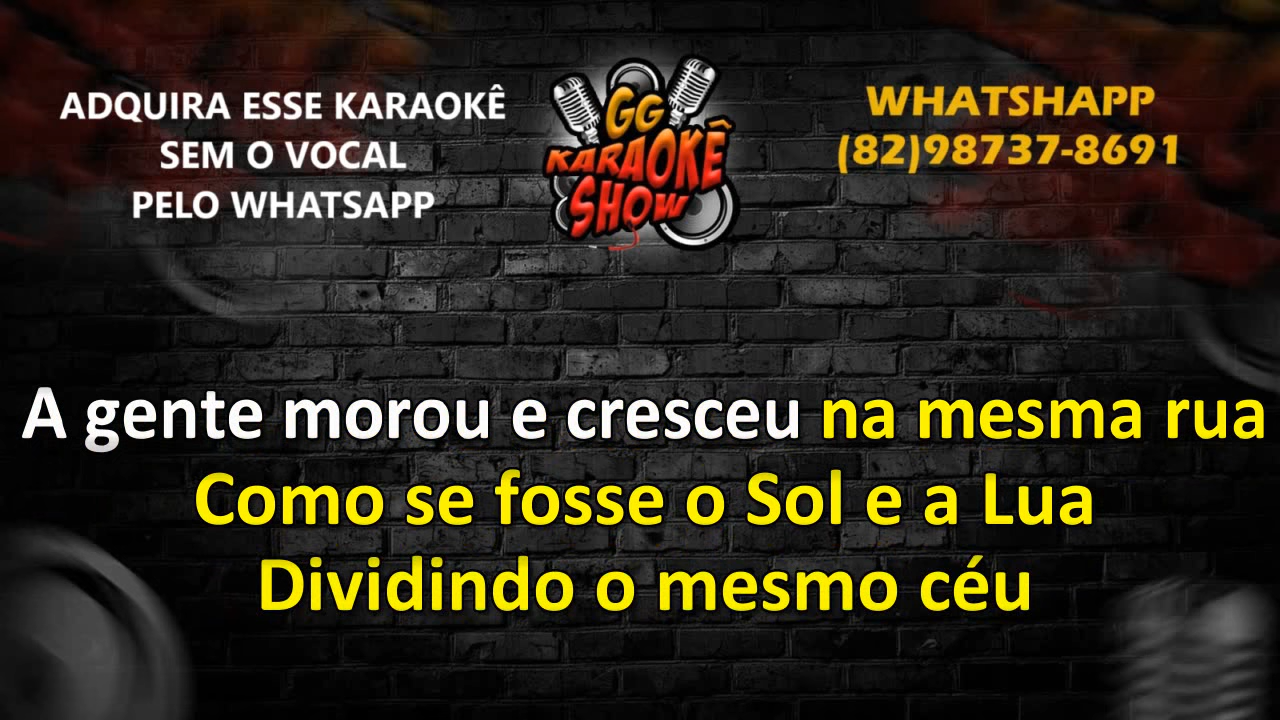 ADQUIRA ESSE KARAOKÊ
SEM O VOCAL
PELO WHATSAPP
GG
KARAOKÊ
SHOW
WHATSHAPP
(82)98737-8691
A gente morou e cresceu na mesma rua
Como se fosse o Sol e a Lua
Dividindo o mesmo céu